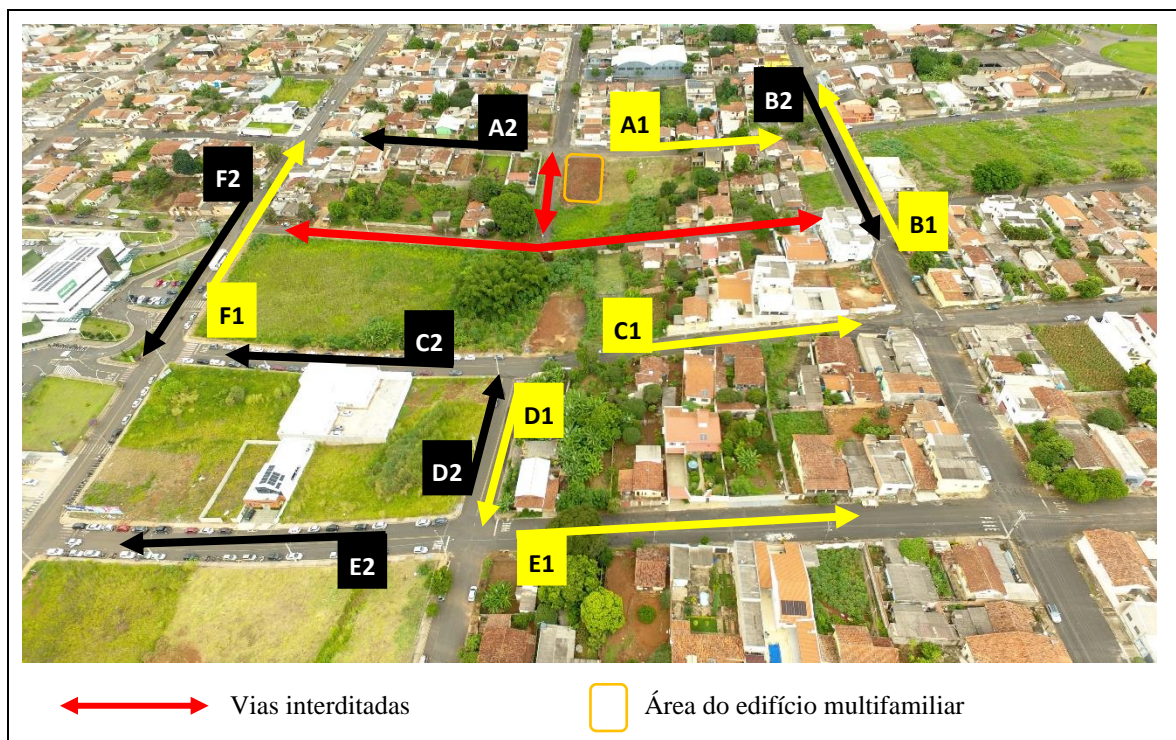 B2
A2
A1
F2
B1
F1
C2
C1
D1
D2
E2
E1
Vias interditadas
Área do edifício multifamiliar